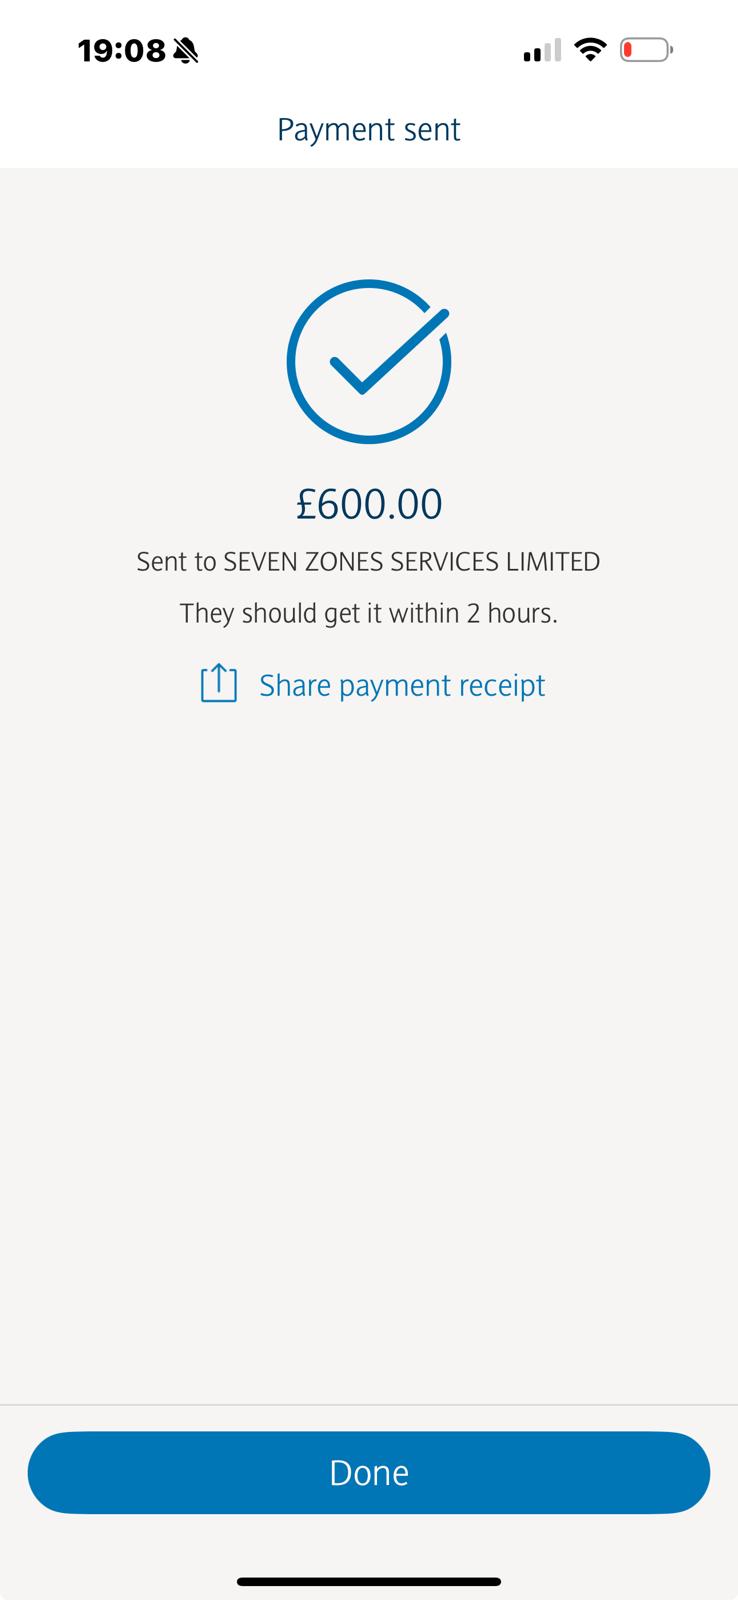 19:08
Payment sent
£600.00
Sent to SEVEN ZONES SERVICES LIMITED
They should get it within 2 hours.
Share payment receipt
Done